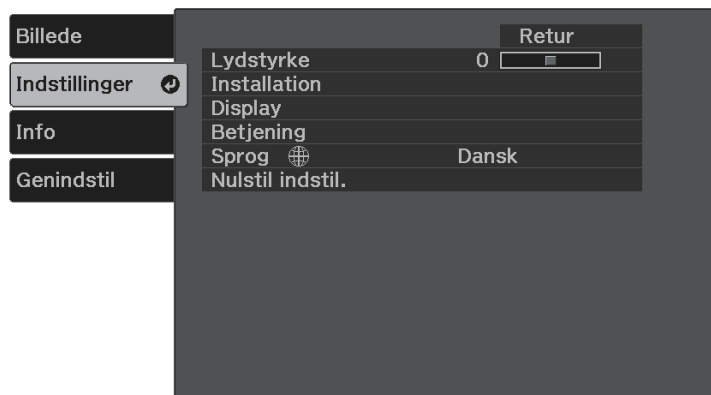 Billede
Indstillinger
Info
Genindstil
Retur
Lydstyrke 0
Installation
Display
Betjening
Sprog Dansk
Nulstil indstil.